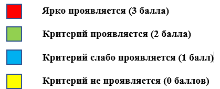 Ярко проявляется (3 балла)
Критерий проявляется (2 балла)
Критерий слабо проявляется (1 балл)
Критерий не проявляется (0 баллов)